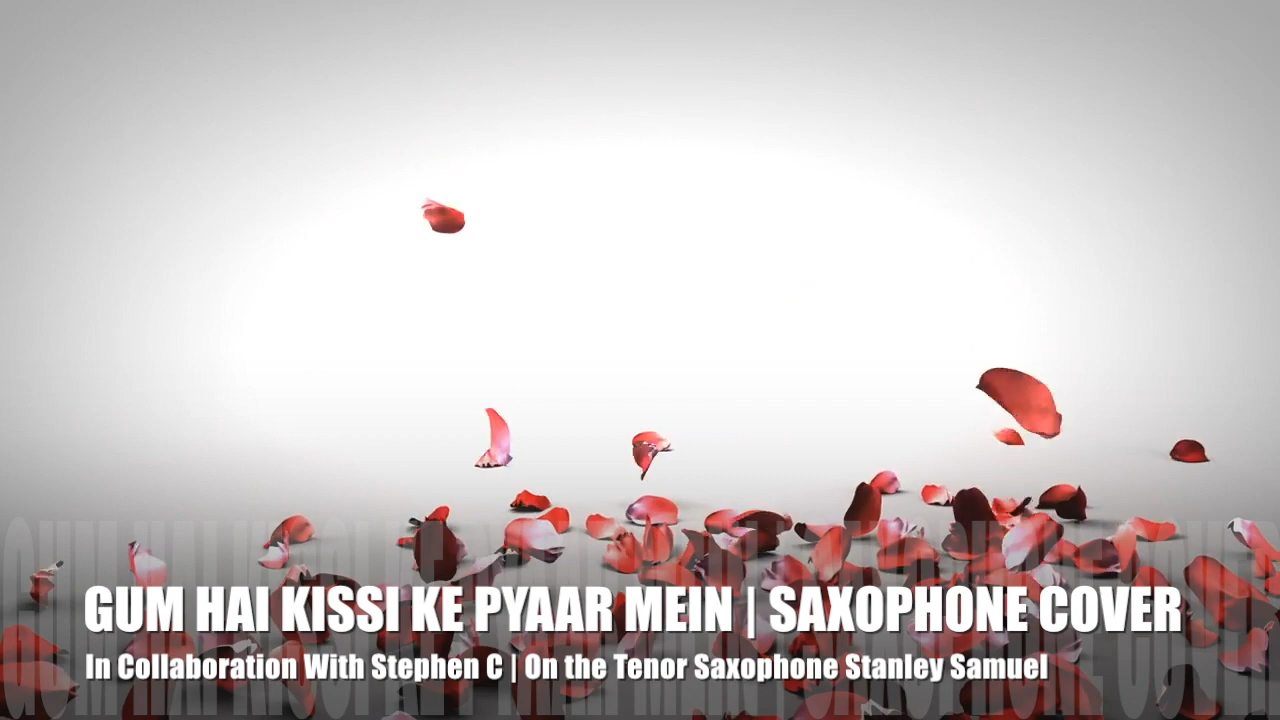 GUM HAI KISSI KE PYAAR MEIN | SAXOPHONE COVER
In Collaboration With Stephen C | On the Tenor Saxophone Stanley Samuel